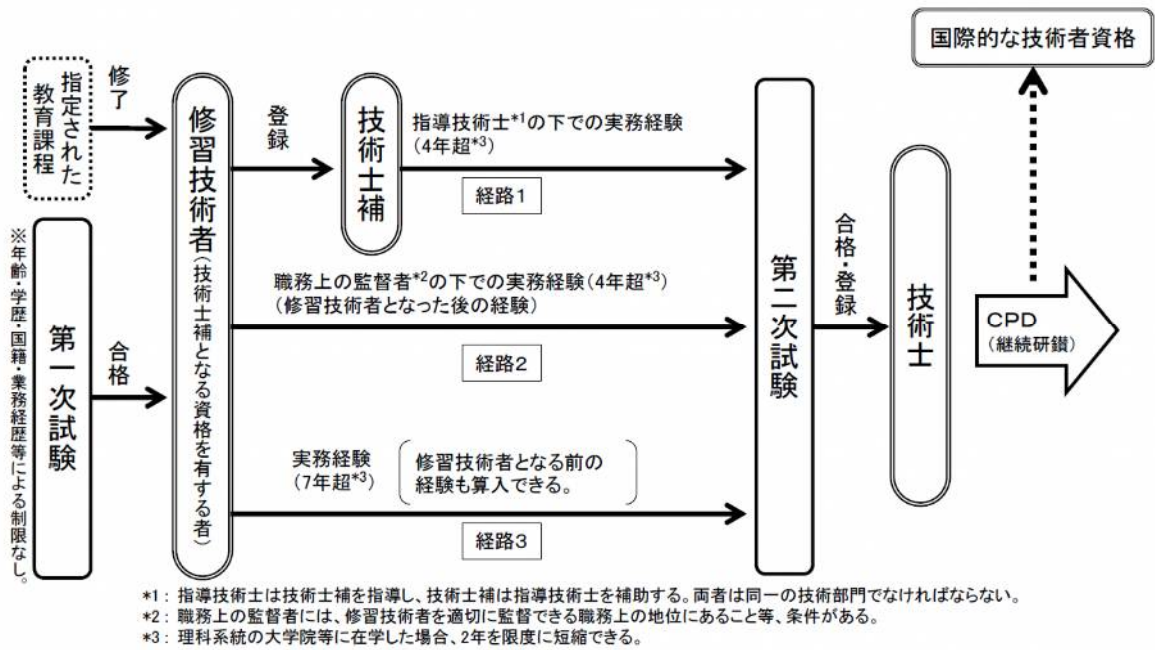 国際的な技術者資格
指定された
教育課程
修了
修習技術者(技術士補となる資格を有する者)
登録
技術士補
指導技術士*1の下での実務経験
(4年超*3)
経路1
※年齢・学歴・国籍・業務経歴等による制限なし。
第一次試験
合格
職務上の監督者*2の下での実務経験(4年超*3)
(修習技術者となった後の経験)
経路2
実務経験
(7年超*3)
修習技術者となる前の
経験も算入できる。
経路3
第二次試験
合格・登録
技術士
CPD
(継続研鑚)
*1: 指導技術士は技術士補を指導し、技術士補は指導技術士を補助する。両者は同一の技術部門でなければならない。
*2: 職務上の監督者には、修習技術者を適切に監督できる職務上の地位にあること等、条件がある。
*3: 理科系統の大学院等に在学した場合、2年を限度に短縮できる。